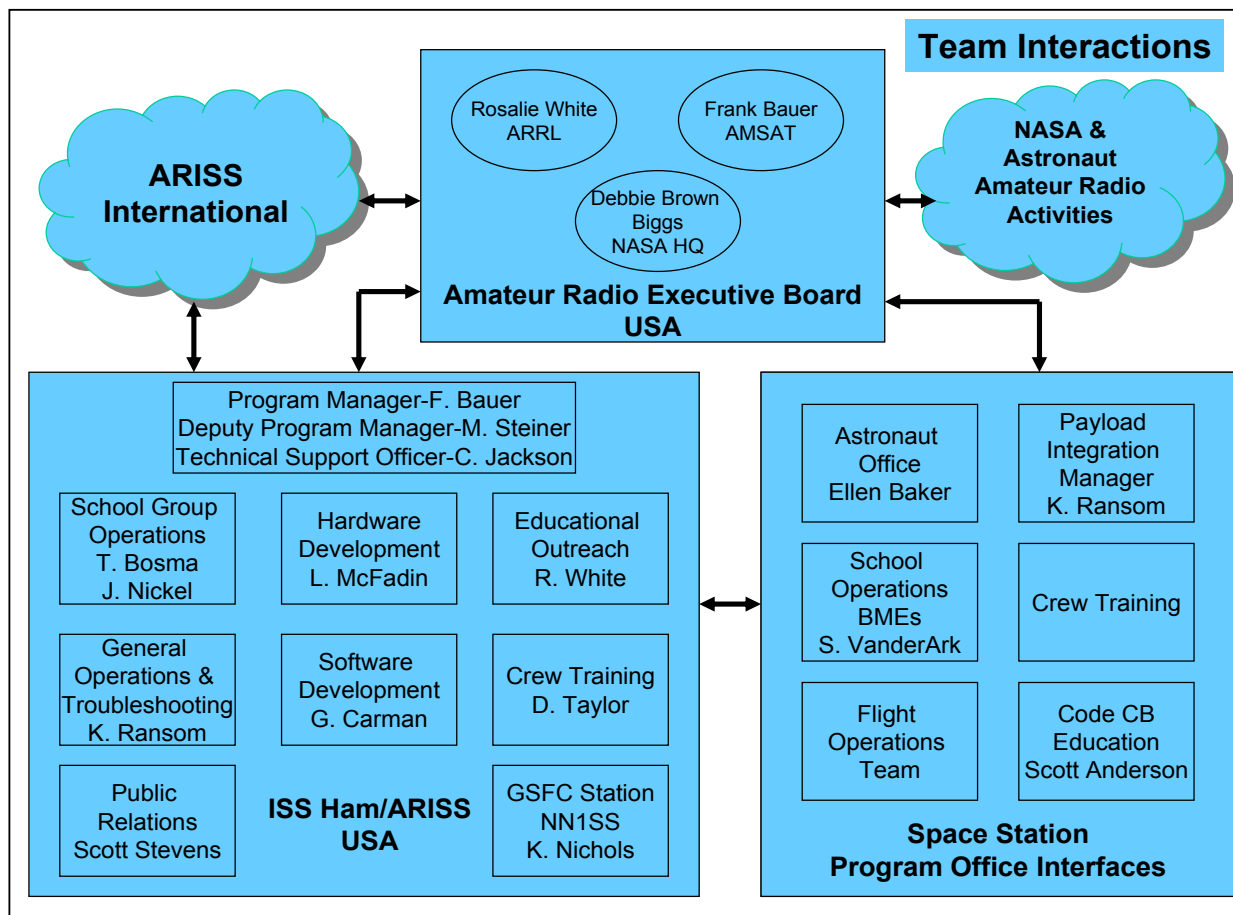 Team Interactions
Rosalie White
ARRL
Frank Bauer
AMSAT
Debbie Brown
Biggs
NASA HQ
Amateur Radio Executive Board
USA
ARISS
International
NASA &
Astronaut
Amateur Radio
Activities
Program Manager-F. Bauer
Deputy Program Manager-M. Steiner
Technical Support Officer-C. Jackson
School Group
Operations
T. Bosma
J. Nickel
Hardware
Development
L. McFadin
Educational
Outreach
R. White
General
Operations &
Troubleshooting
K. Ransom
Software
Development
G. Carman
Crew Training
D. Taylor
Public
Relations
Scott Stevens
ISS Ham/ARISS
USA
GSFC Station
NN1SS
K. Nichols
Astronaut
Office
Ellen Baker
Payload
Integration
Manager
K. Ransom
School
Operations
BMEs
S. VanderArk
Crew Training
Flight
Operations
Team
Code CB
Education
Scott Anderson
Space Station
Program Office Interfaces